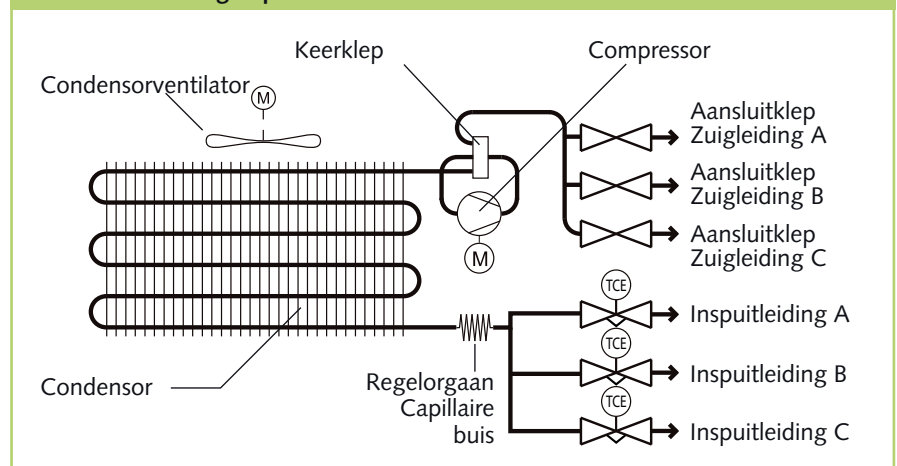 Keerklep
Compressor
Condensorventilator
M
Aansluitklep
Zuigleiding A
Aansluitklep
Zuigleiding B
Aansluitklep
Zuigleiding C
M
TCE
Inspuitleiding A
TCE
Inspuitleiding B
TCE
Inspuitleiding C
Condensor
Regelorgaan
Capillaire
buis